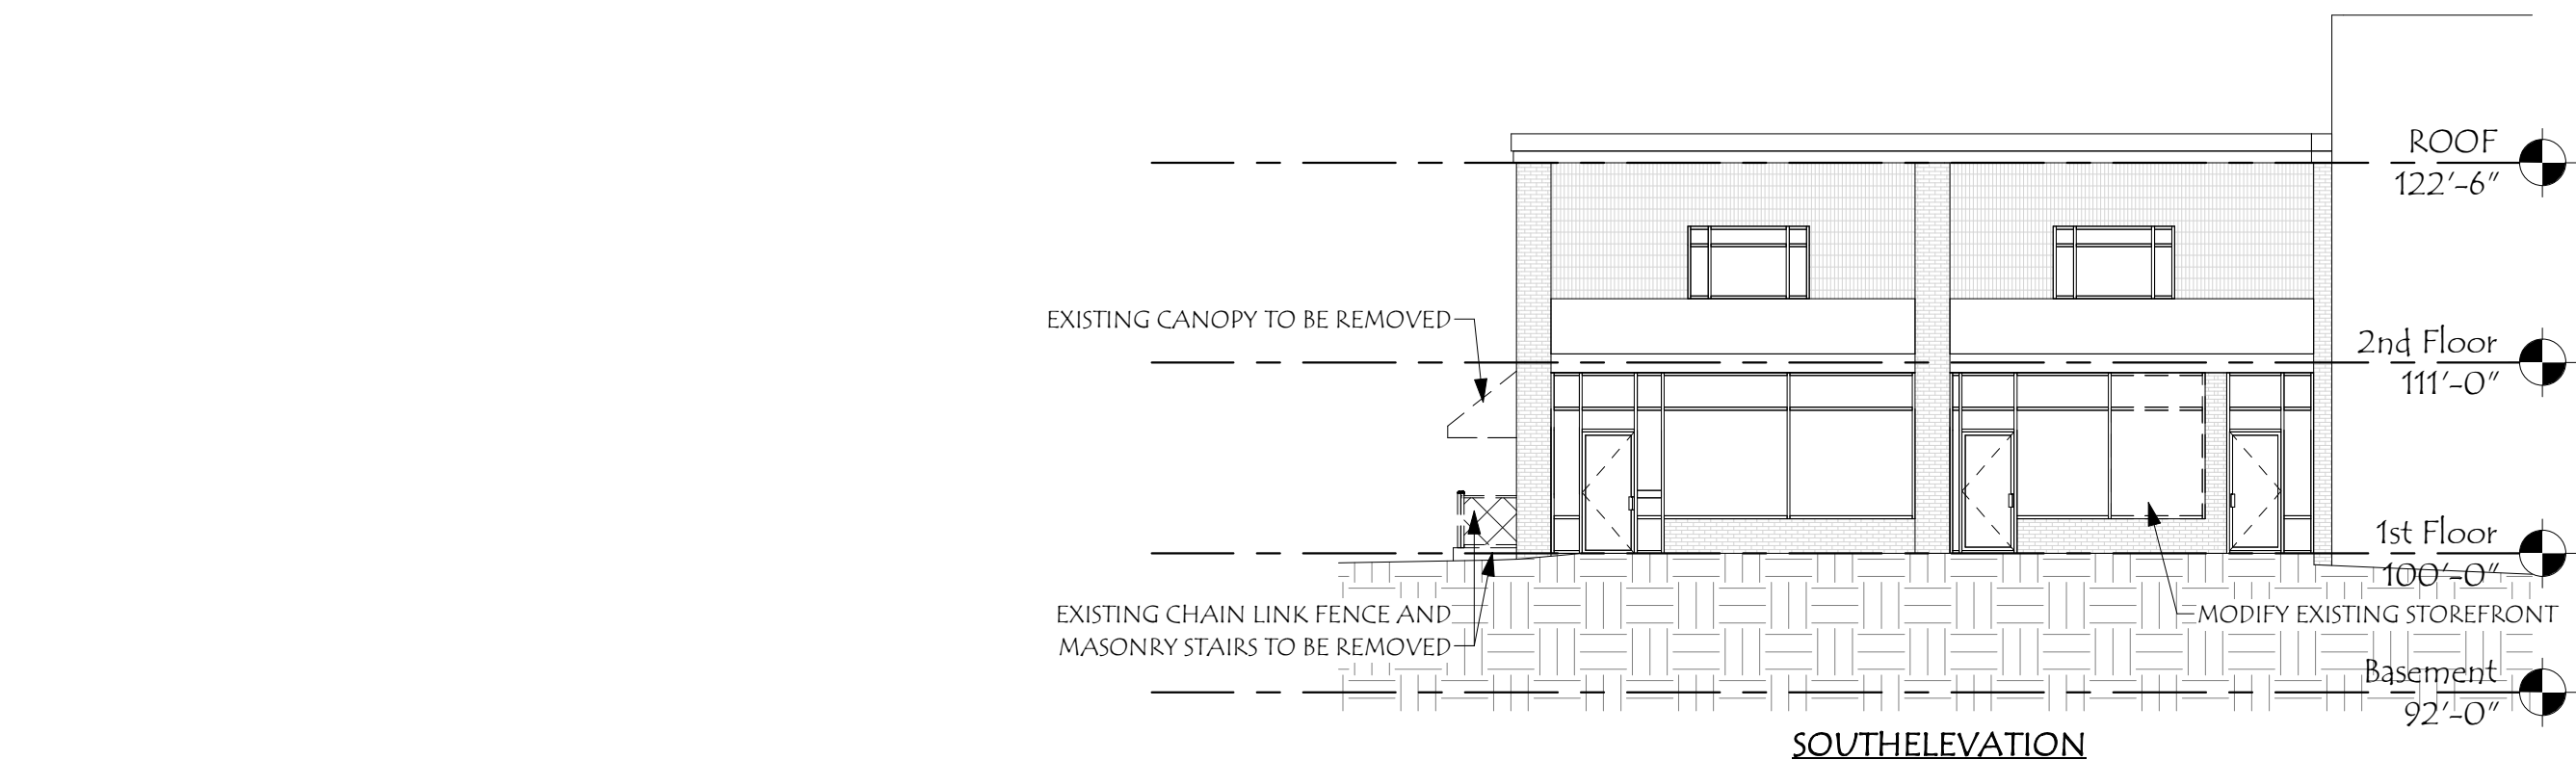 ROOF
122'-6"
EXISTING CANOPY TO BE REMOVED
2nd Floor
111'-0"
1st Floor
100'-0"
EXISTING CHAIN LINK FENCE AND
MASONRY STAIRS TO BE REMOVED
MODIFY EXISTING STOREFRONT
Basement
92'-0"
SOUTHELEVATION